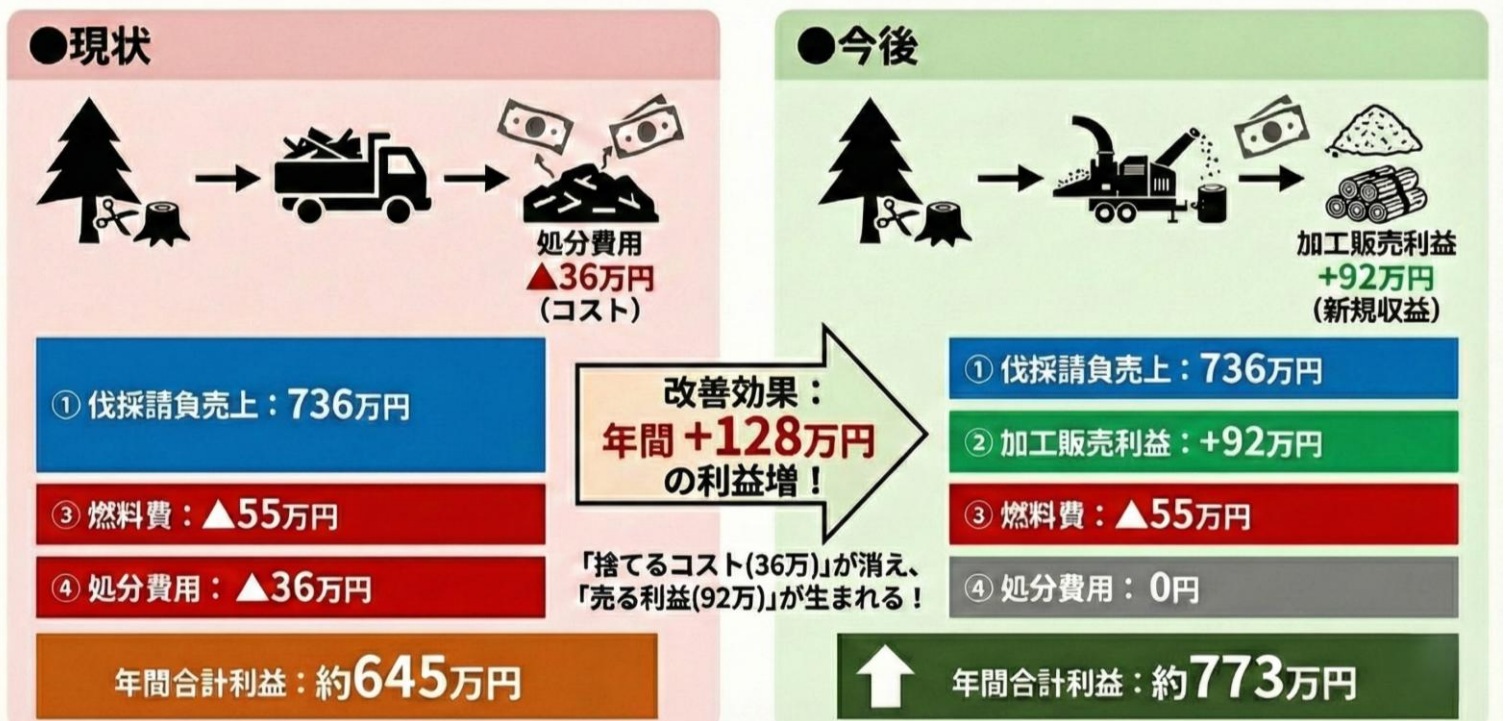 ●現状
処分費用
▲36万円
（コスト）
① 伐採請負売上：736万円
③ 燃料費：▲55万円
④ 処分費用：▲36万円
年間合計利益：約645万円
改善効果：
年間 +128万円
の利益増！
「捨てるコスト(36万)」が消え、
「売る利益(92万)」が生まれる！
●今後
加工販売利益
+92万円
（新規収益）
① 伐採請負売上：736万円
② 加工販売利益：+92万円
③ 燃料費：▲55万円
④ 処分費用：0円
年間合計利益：約773万円